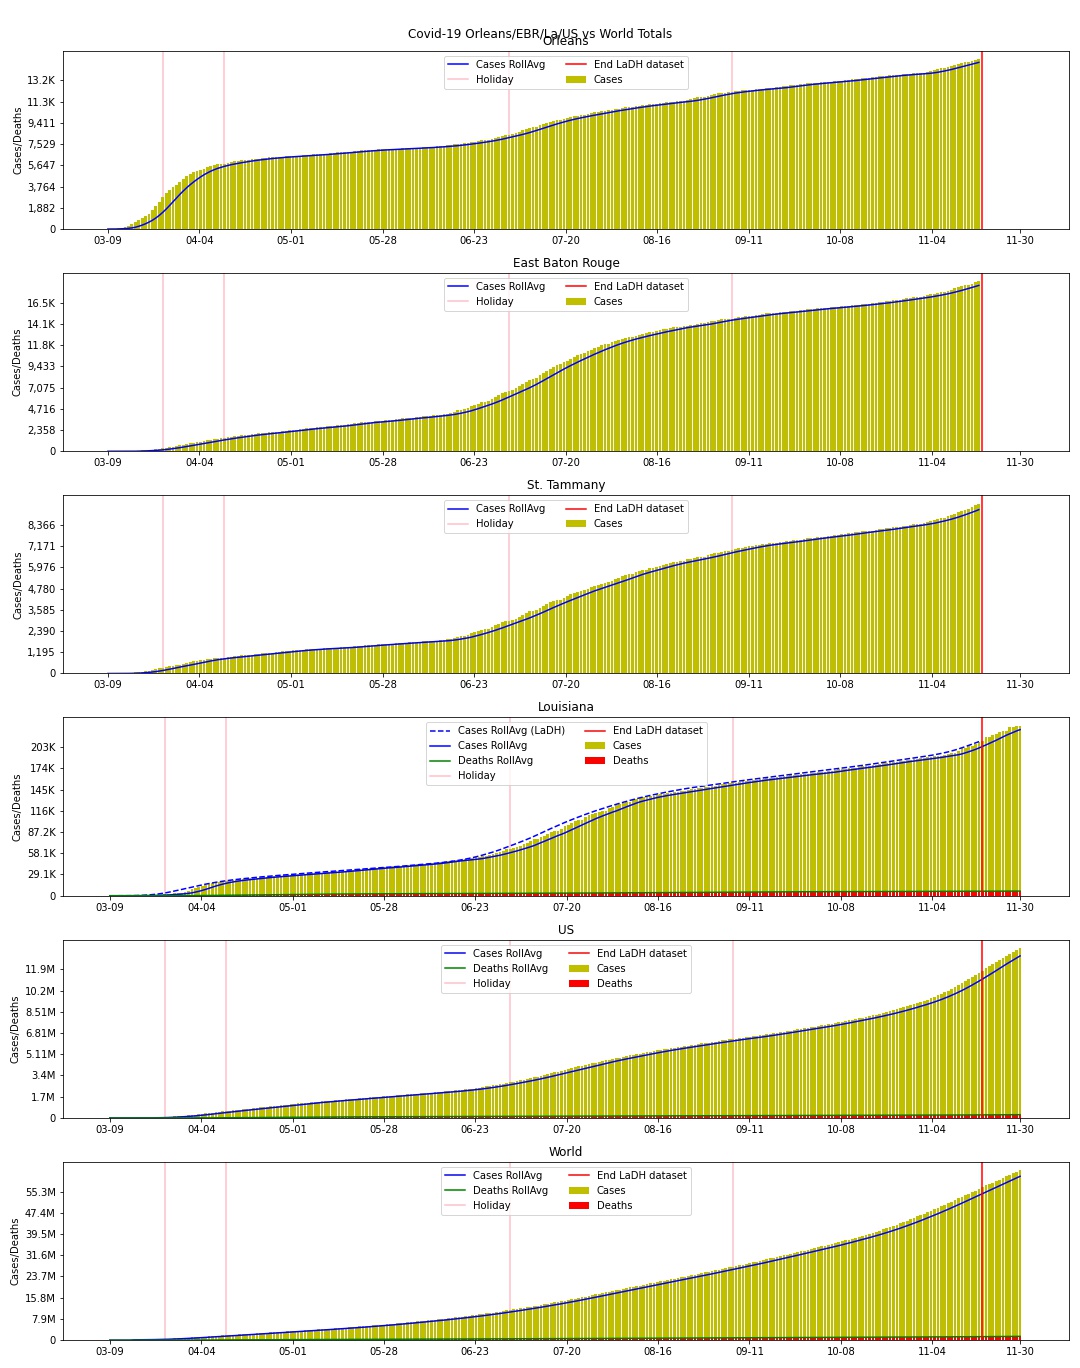 Covid-19 Orleans/EBR/La/US vs World Totals
Orleans
Cases RollAvg
End LaDH dataset
Holiday
Cases
Cases/Deaths
13.2K
11.3K
9,411
7,529
5,647
3,764
1,882
0
03-09 04-04 05-01 05-28 06-23 07-20 08-16 09-11 10-08 11-04 11-30
East Baton Rouge
Cases RollAvg
End LaDH dataset
Holiday
Cases
Cases/Deaths
16.5K
14.1K
11.8K
9,433
7,075
4,716
2,358
0
03-09 04-04 05-01 05-28 06-23 07-20 08-16 09-11 10-08 11-04 11-30
St. Tammany
Cases RollAvg
End LaDH dataset
Holiday
Cases
Cases/Deaths
8,366
7,171
5,976
4,780
3,585
2,390
1,195
0
03-09 04-04 05-01 05-28 06-23 07-20 08-16 09-11 10-08 11-04 11-30
Louisiana
Cases RollAvg (LaDH)
End LaDH dataset
Cases RollAvg
Cases
Deaths RollAvg
Deaths
Holiday
Cases/Deaths
203K
174K
145K
116K
87.2K
58.1K
29.1K
0
03-09 04-04 05-01 05-28 06-23 07-20 08-16 09-11 10-08 11-04 11-30
US
Cases RollAvg
End LaDH dataset
Deaths RollAvg
Cases
Holiday
Deaths
Cases/Deaths
11.9M
10.2M
8.51M
6.81M
5.11M
3.4M
1.7M
0
03-09 04-04 05-01 05-28 06-23 07-20 08-16 09-11 10-08 11-04 11-30
World
Cases RollAvg
End LaDH dataset
Deaths RollAvg
Cases
Holiday
Deaths
Cases/Deaths
55.3M
47.4M
39.5M
31.6M
23.7M
15.8M
7.9M
0
03-09 04-04 05-01 05-28 06-23 07-20 08-16 09-11 10-08 11-04 11-30